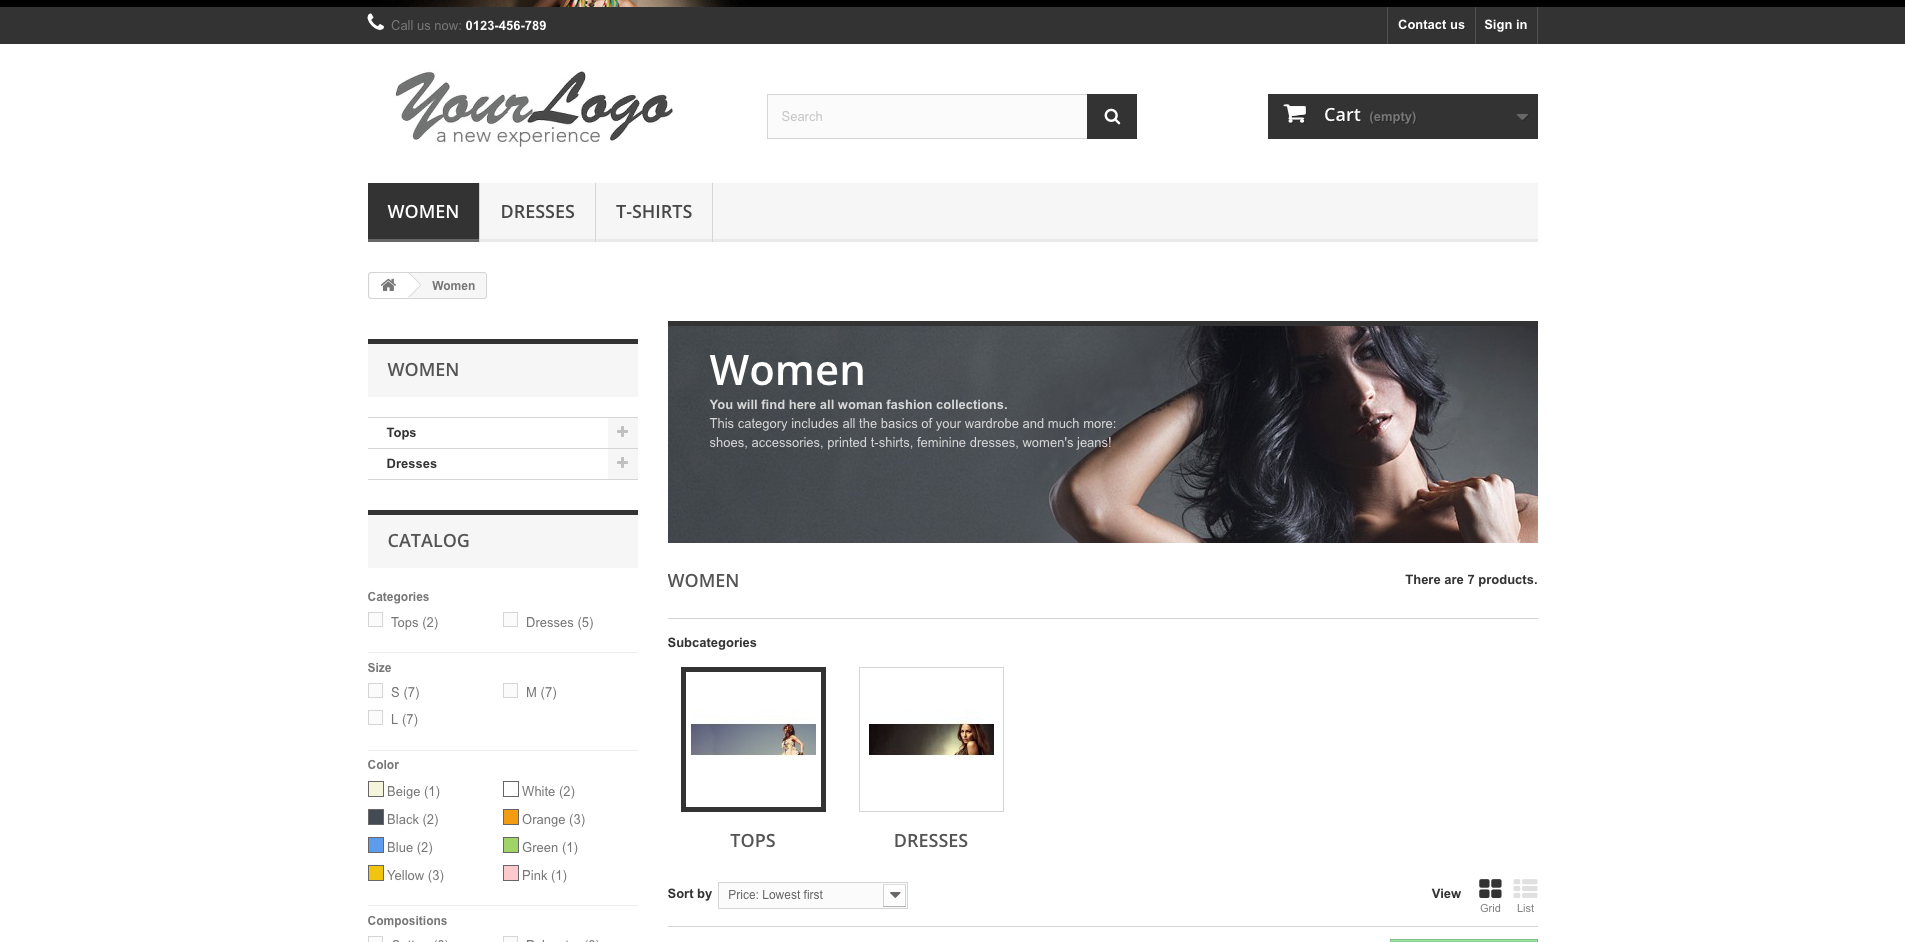 Call us now: 0123-456-789
Contact us
Sign in
YourLogo
a new experience
Search
Cart (empty)
WOMEN
DRESSES
T-SHIRTS
Women
WOMEN
Tops
Dresses
CATALOG
Categories
Tops (2)
Dresses (5)
Size
S (7)
M (7)
L (7)
Color
Beige (1)
White (2)
Black (2)
Orange (3)
Blue (2)
Green (1)
Yellow (3)
Pink (1)
Compositions
Women
You will find here all woman fashion collections.
This category includes all the basics of your wardrobe and much more:
shoes, accessories, printed t-shirts, feminine dresses, women's jeans!
WOMEN
There are 7 products.
Subcategories
TOPS
DRESSES
Sort by
Price: Lowest first
View
Grid
List